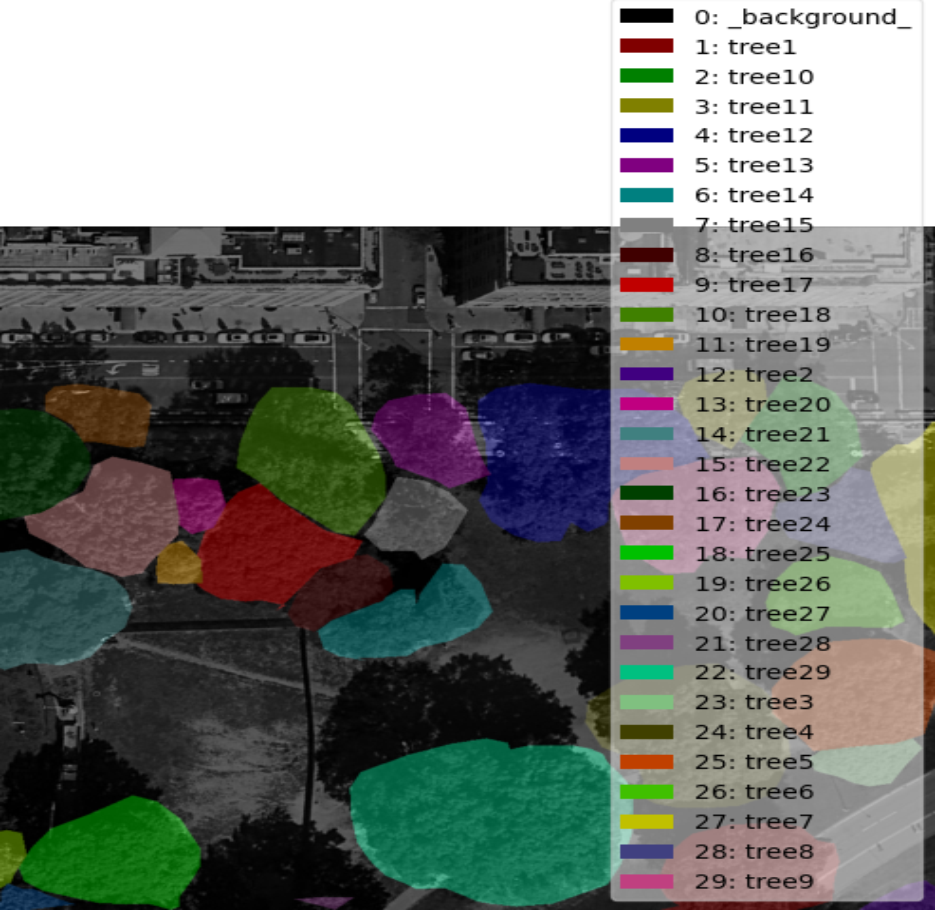 0: _background_
1: tree1
2: tree10
3: tree11
4: tree12
5: tree13
6: tree14
7: tree15
8: tree16
9: tree17
10: tree18
11: tree19
12: tree2
13: tree20
14: tree21
15: tree22
16: tree23
17: tree24
18: tree25
19: tree26
20: tree27
21: tree28
22: tree29
23: tree3
24: tree4
25: tree5
26: tree6
27: tree7
28: tree8
29: tree9